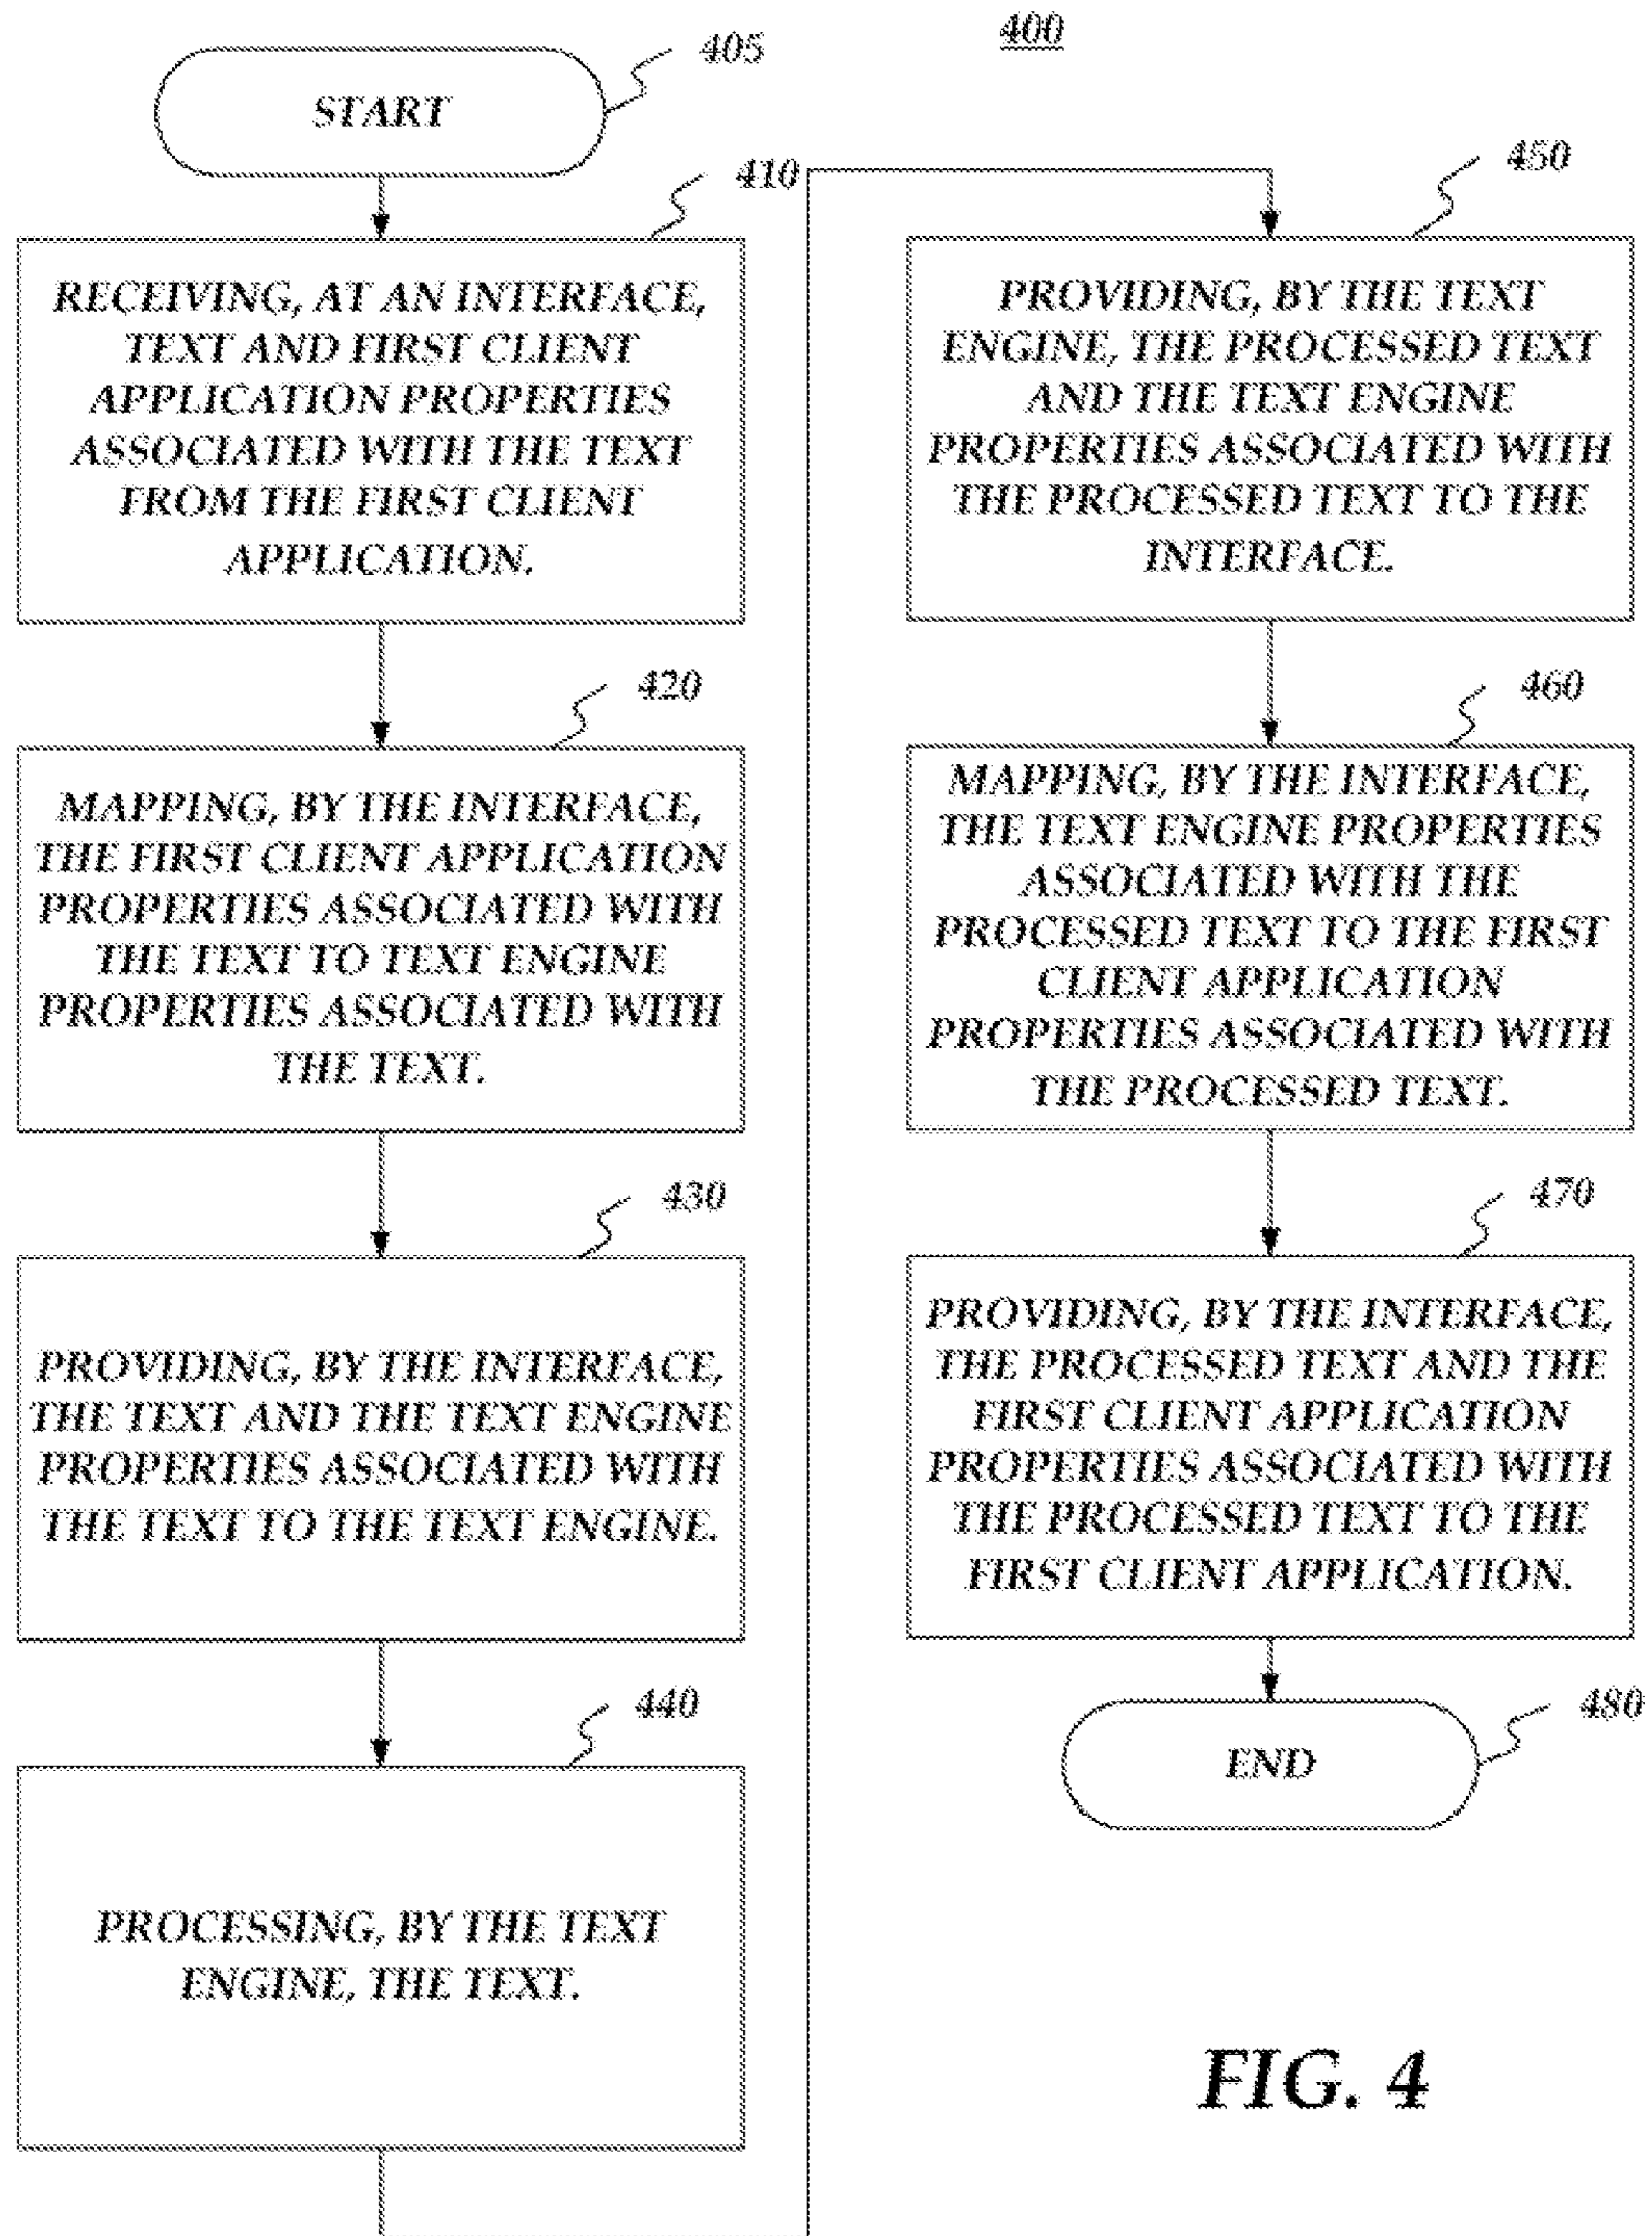 400
405
START
410
RECEIVING, AT AN INTERFACE,
TEXT AND FIRST CLIENT
APPLICATION PROPERTIES
ASSOCIATED WITH THE TEXT
FROM THE FIRST CLIENT
APPLICATION.
420
MAPPING, BY THE INTERFACE,
THE FIRST CLIENT APPLICATION
PROPERTIES ASSOCIATED WITH
THE TEXT TO TEXT ENGINE
PROPERTIES ASSOCIATED WITH
THE TEXT.
430
PROVIDING, BY THE INTERFACE,
THE TEXT AND THE TEXT ENGINE
PROPERTIES ASSOCIATED WITH
THE TEXT TO THE TEXT ENGINE.
440
PROCESSING, BY THE TEXT
ENGINE, THE TEXT.
450
PROVIDING, BY THE TEXT
ENGINE, THE PROCESSED TEXT
AND THE TEXT ENGINE
PROPERTIES ASSOCIATED WITH
THE PROCESSED TEXT TO THE
INTERFACE.
460
MAPPING, BY THE INTERFACE,
THE TEXT ENGINE PROPERTIES
ASSOCIATED WITH THE
PROCESSED TEXT TO THE FIRST
CLIENT APPLICATION
PROPERTIES ASSOCIATED WITH
THE PROCESSED TEXT.
470
PROVIDING, BY THE INTERFACE,
THE PROCESSED TEXT AND THE
FIRST CLIENT APPLICATION
PROPERTIES ASSOCIATED WITH
THE PROCESSED TEXT TO THE
FIRST CLIENT APPLICATION.
480
END
FIG. 4